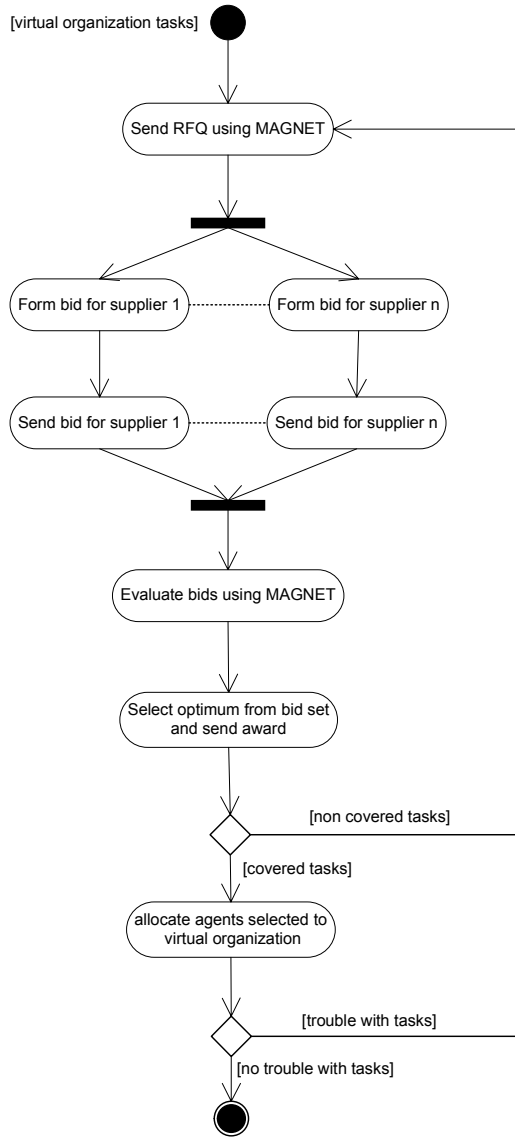 [virtual organization tasks]
Send RFQ using MAGNET
Form bid for supplier 1
Form bid for supplier n
Send bid for supplier 1
Send bid for supplier n
Evaluate bids using MAGNET
Select optimum from bid set
and send award
[non covered tasks]
[covered tasks]
allocate agents selected to
virtual organization
[trouble with tasks]
[no trouble with tasks]